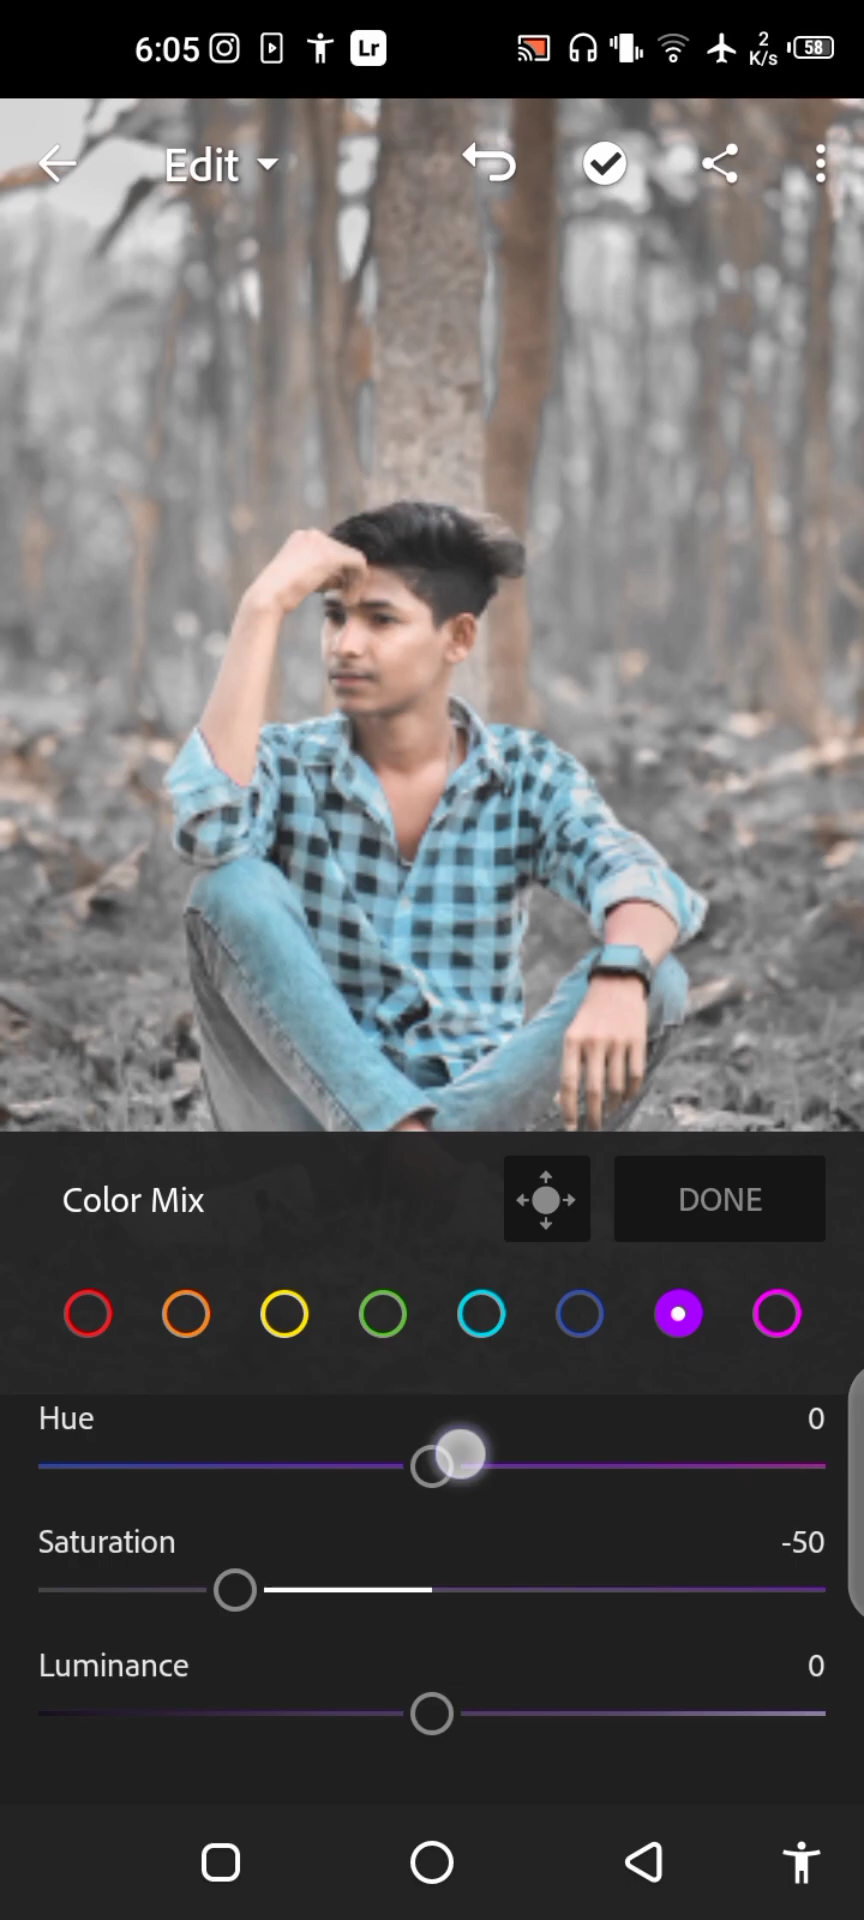 6:05 Lr 2 K/s 58
Edit
Color Mix DONE
Hue 0
Saturation -50
Luminance 0